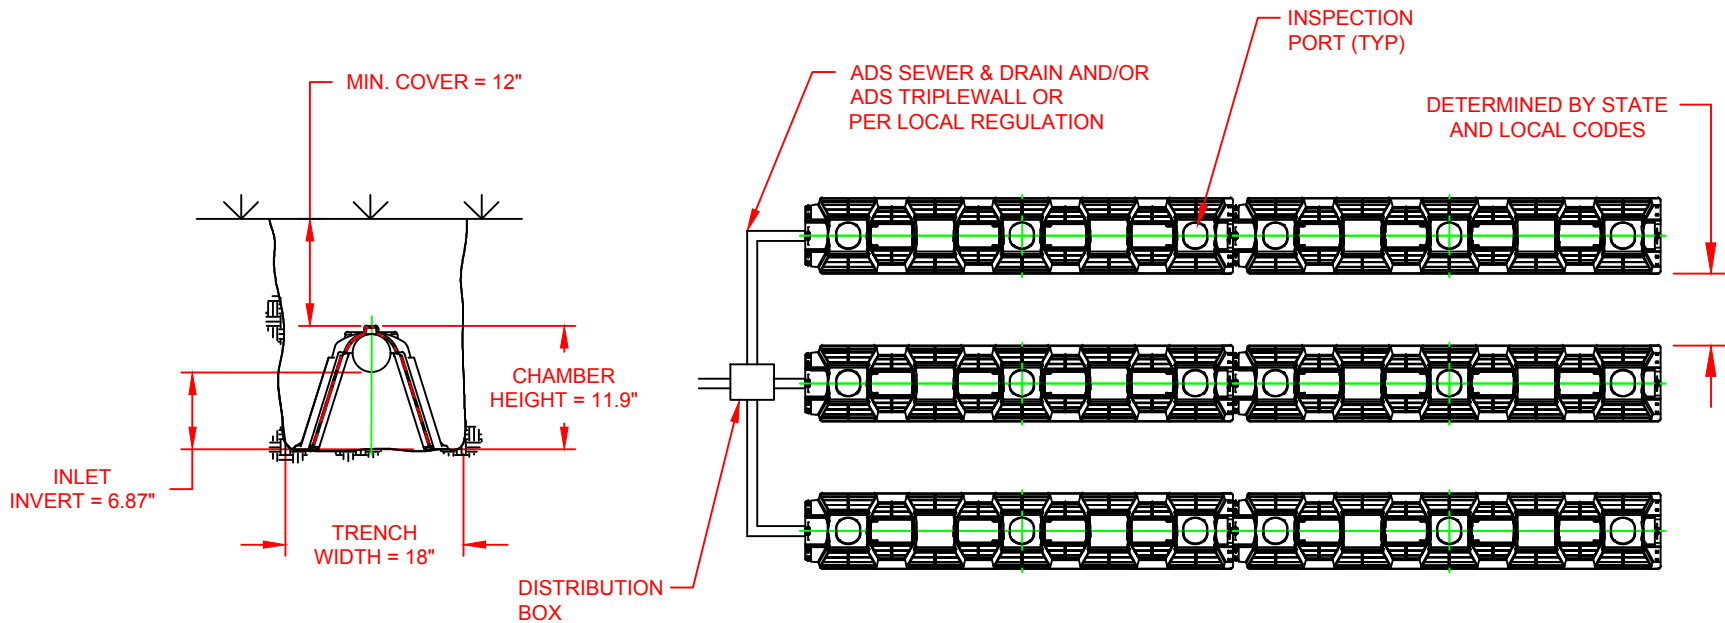 MIN. COVER = 12"
CHAMBER
HEIGHT = 11.9"
INLET
INVERT = 6.87"
TRENCH
WIDTH = 18"
INSPECTION
PORT (TYP)
ADS SEWER & DRAIN AND/OR
ADS TRIPLEWALL OR
PER LOCAL REGULATION
DETERMINED BY STATE
AND LOCAL CODES
DISTRIBUTION
BOX